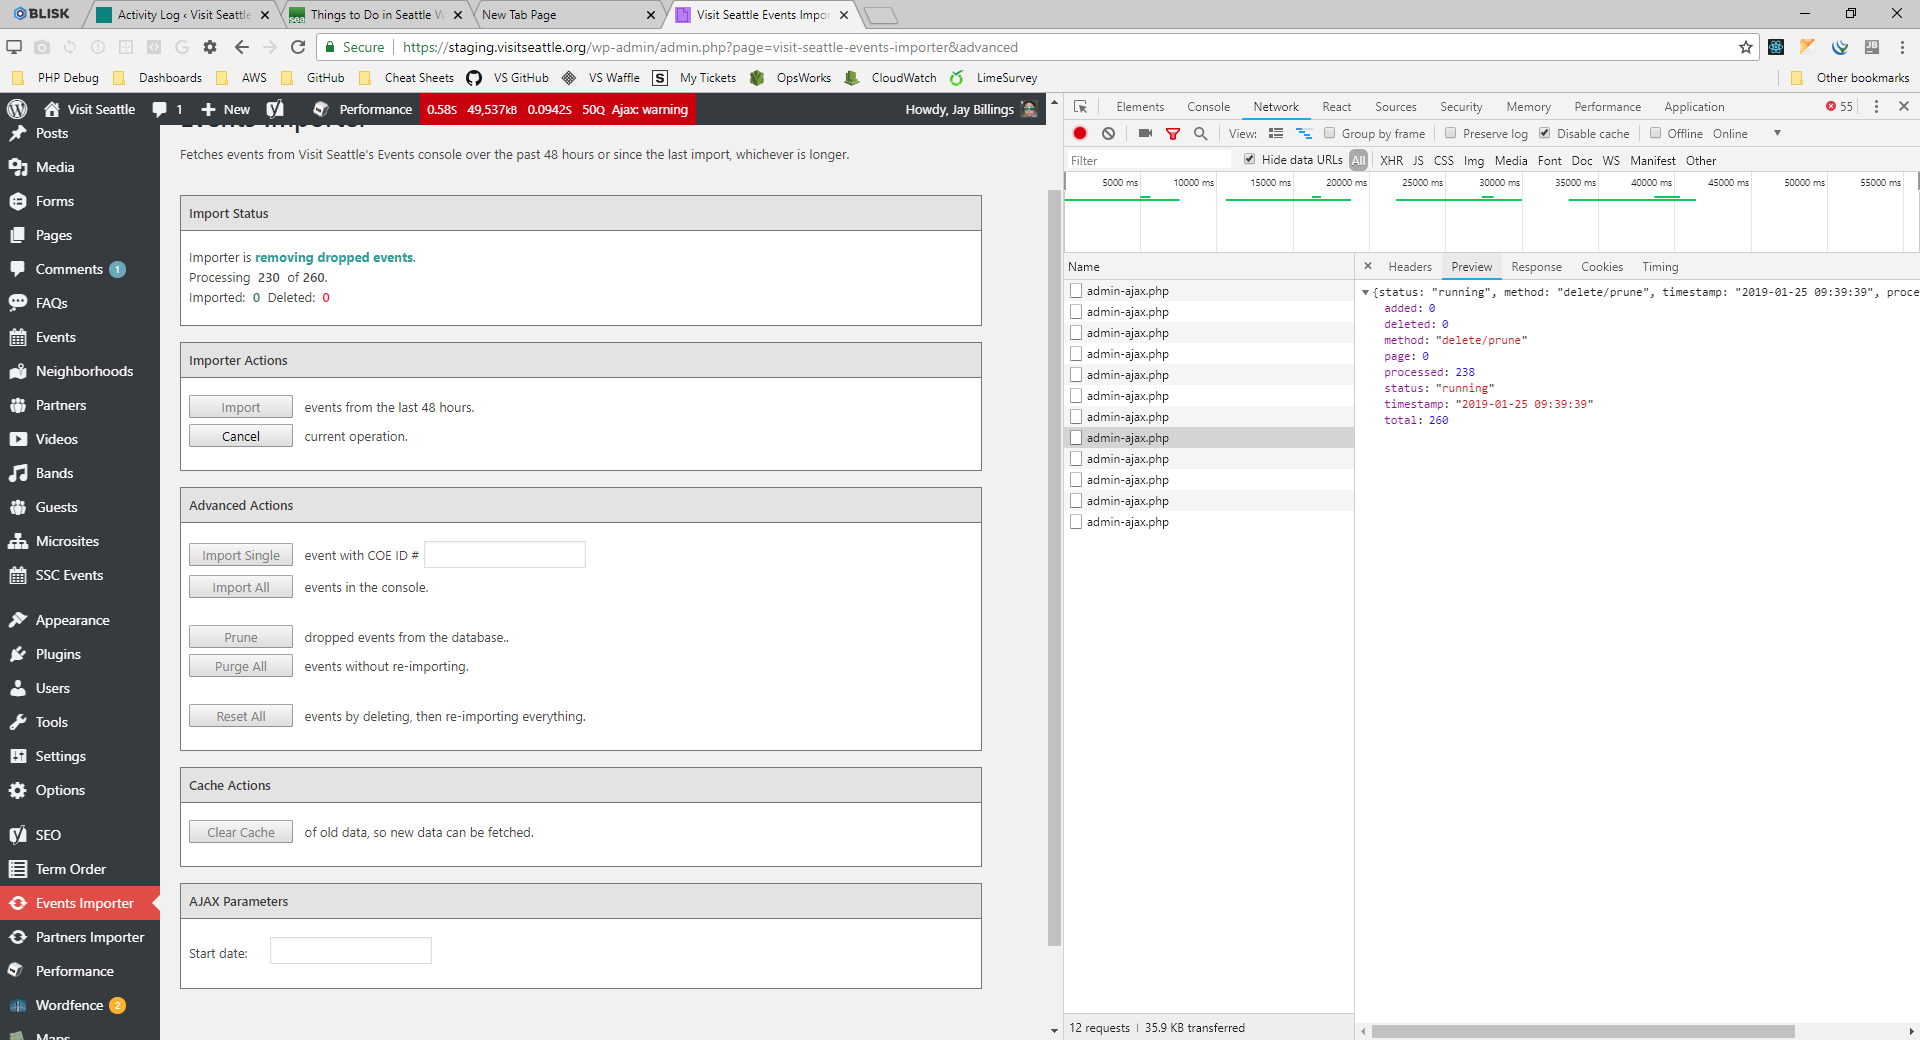 BLISK
Activity Log ‹ Visit Seattle
Things to Do in Seattle W
New Tab Page
Visit Seattle Events Impor
Secure
https://staging.visitseattle.org/wp-admin/admin.php?page=visit-seattle-events-importer&advanced
PHP Debug Dashboards AWS GitHub Cheat Sheets VS GitHub VS Waffle My Tickets OpsWorks CloudWatch LimeSurvey Other bookmarks
Visit Seattle 1 New Performance 0.58S 49,537KB 0.0942S 50Q Ajax: warning Howdy, Jay Billings
Posts
Media
Forms
Pages
Comments 1
FAQs
Events
Neighborhoods
Partners
Videos
Bands
Guests
Microsites
SSC Events
Appearance
Plugins
Users
Tools
Settings
Options
SEO
Term Order
Events Importer
Partners Importer
Performance
Wordfence 2
Maps
Events Importer
Fetches events from Visit Seattle's Events console over the past 48 hours or since the last import, whichever is longer.
Import Status
Importer is removing dropped events.
Processing 230 of 260.
Imported: 0 Deleted: 0
Importer Actions
Import events from the last 48 hours.
Cancel current operation.
Advanced Actions
Import Single event with COE ID #
Import All events in the console.
Prune dropped events from the database..
Purge All events without re-importing.
Reset All events by deleting, then re-importing everything.
Cache Actions
Clear Cache of old data, so new data can be fetched.
AJAX Parameters
Start date:
Elements Console Network React Sources Security Memory Performance Application 55
View: Group by frame Preserve log Disable cache Offline Online
Filter Hide data URLs All XHR JS CSS Img Media Font Doc WS Manifest Other
5000 ms 10000 ms 15000 ms 20000 ms 25000 ms 30000 ms 35000 ms 40000 ms 45000 ms 50000 ms 55000 ms
Name
admin-ajax.php
admin-ajax.php
admin-ajax.php
admin-ajax.php
admin-ajax.php
admin-ajax.php
admin-ajax.php
admin-ajax.php
admin-ajax.php
admin-ajax.php
admin-ajax.php
admin-ajax.php
12 requests | 35.9 KB transferred
Headers Preview Response Cookies Timing
{status: "running", method: "delete/prune", timestamp: "2019-01-25 09:39:39", proce
added: 0
deleted: 0
method: "delete/prune"
page: 0
processed: 238
status: "running"
timestamp: "2019-01-25 09:39:39"
total: 260